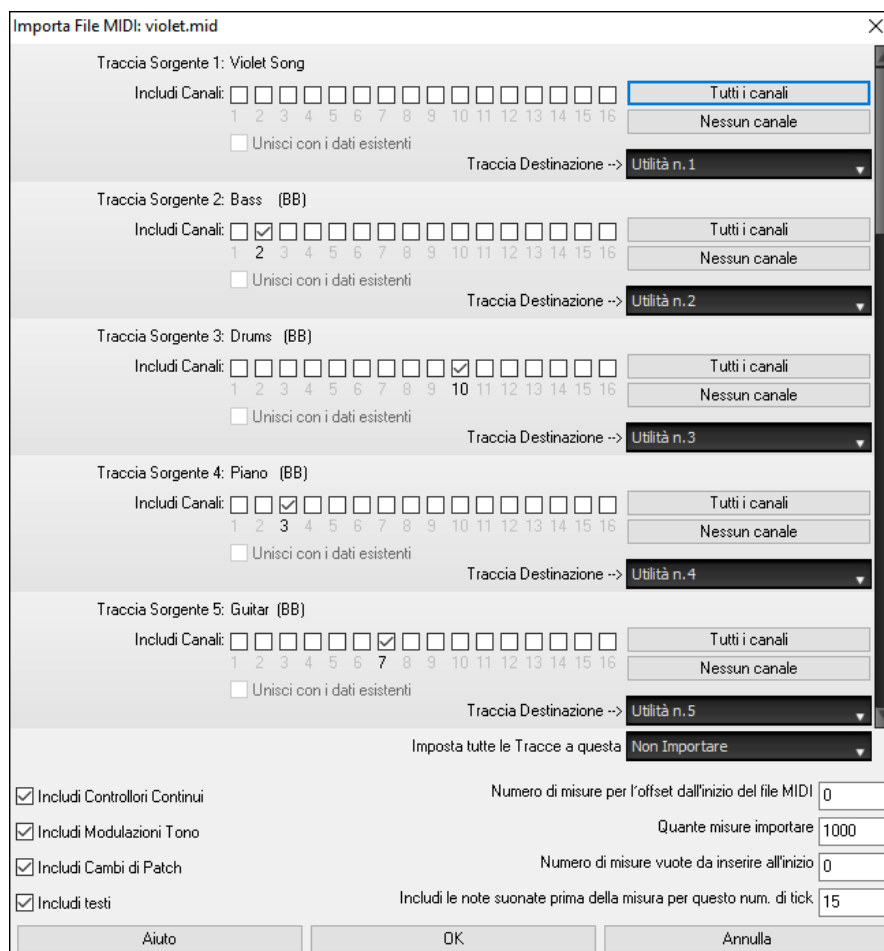 Importa File MIDI: violet.mid
Traccia Sorgente 1: Violet Song
Includi Canali: Tutti i canali
1 2 3 4 5 6 7 8 9 10 11 12 13 14 15 16 Nessun canale
Unisci con i dati esistenti
Traccia Destinazione --> Utilità n.1
Traccia Sorgente 2: Bass (BB)
Includi Canali: Tutti i canali
1 2 3 4 5 6 7 8 9 10 11 12 13 14 15 16 Nessun canale
Unisci con i dati esistenti
Traccia Destinazione --> Utilità n.2
Traccia Sorgente 3: Drums (BB)
Includi Canali: Tutti i canali
1 2 3 4 5 6 7 8 9 10 11 12 13 14 15 16 Nessun canale
Unisci con i dati esistenti
Traccia Destinazione --> Utilità n.3
Traccia Sorgente 4: Piano (BB)
Includi Canali: Tutti i canali
1 2 3 4 5 6 7 8 9 10 11 12 13 14 15 16 Nessun canale
Unisci con i dati esistenti
Traccia Destinazione --> Utilità n.4
Traccia Sorgente 5: Guitar (BB)
Includi Canali: Tutti i canali
1 2 3 4 5 6 7 8 9 10 11 12 13 14 15 16 Nessun canale
Unisci con i dati esistenti
Traccia Destinazione --> Utilità n.5
Imposta tutte le Tracce a questa Non Importare
Includi Controllori Continui Numero di misure per l'offset dall'inizio del file MIDI 0
Includi Modulazioni Tono Quante misure importare 1000
Includi Cambi di Patch Numero di misure vuote da inserire all'inizio 0
Includi testi Includi le note suonate prima della misura per questo num. di tick 15
Aiuto OK Annulla